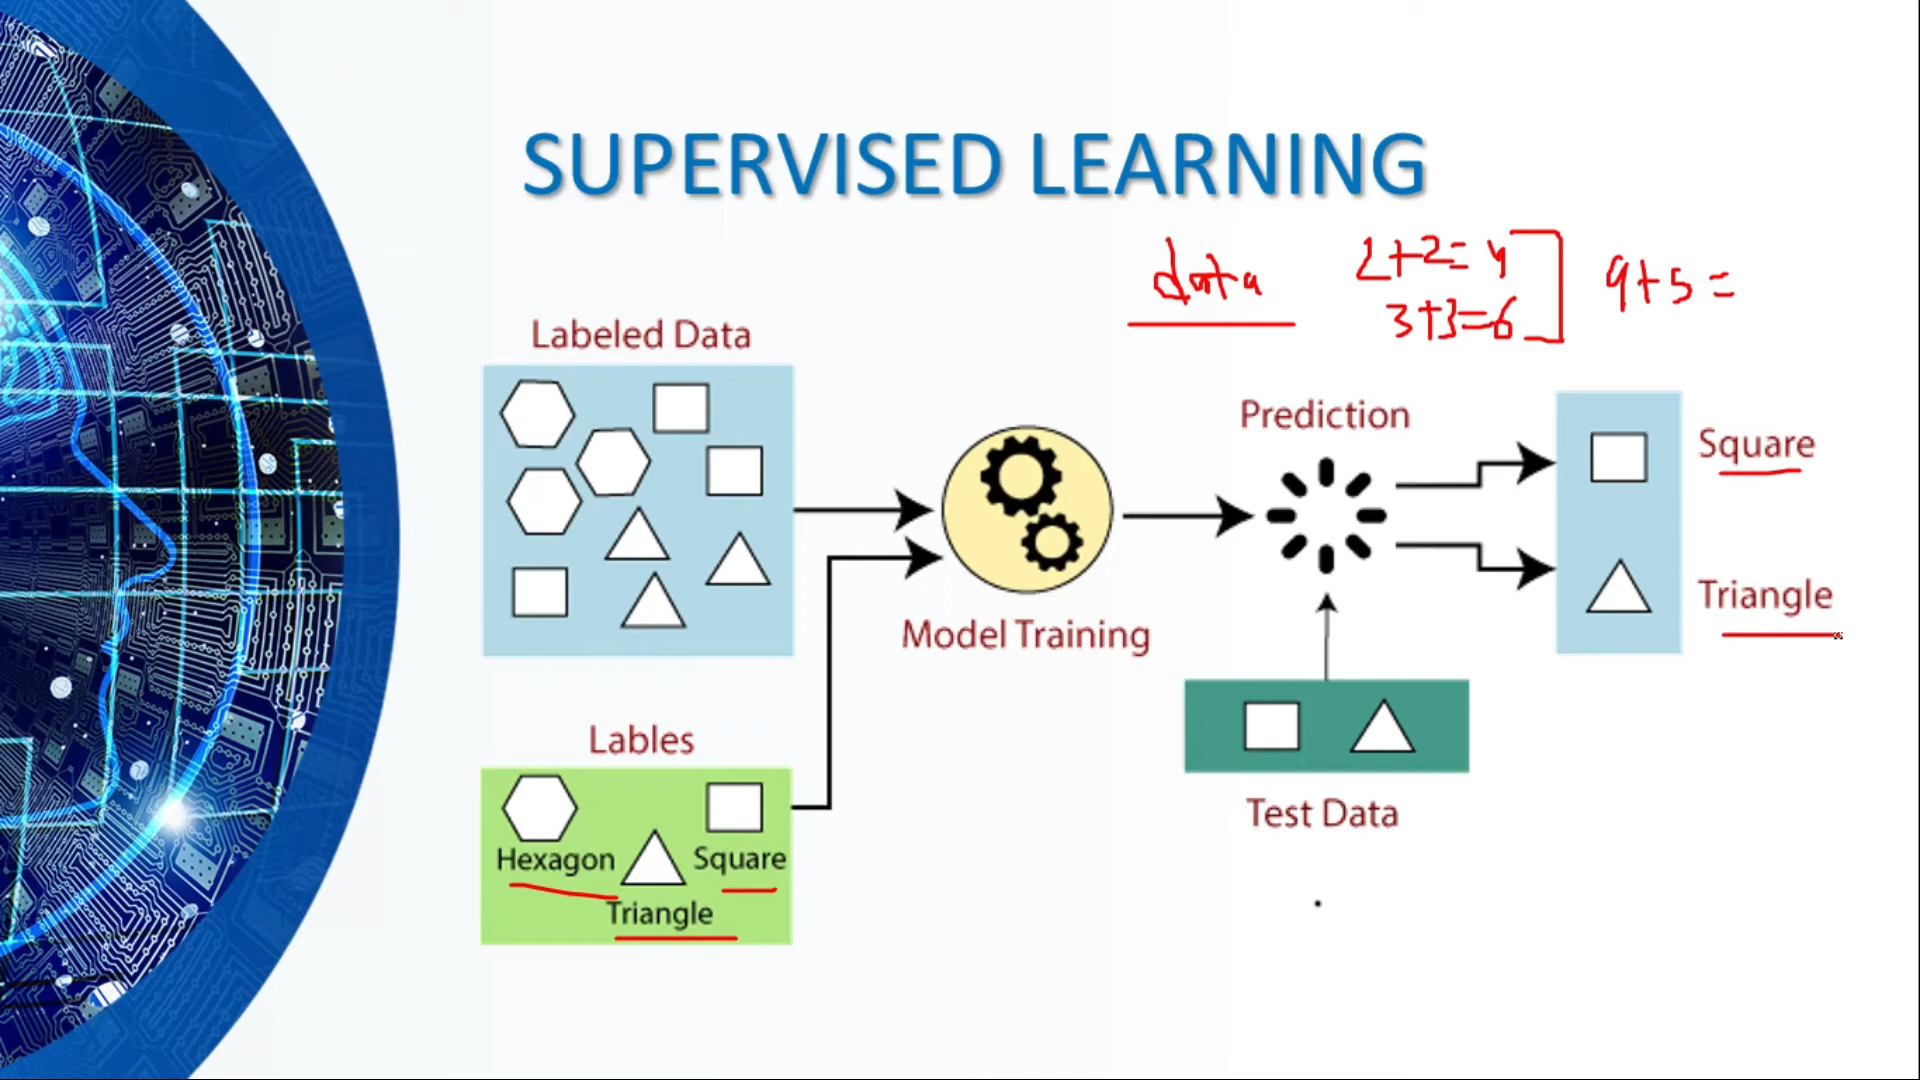 SUPERVISED LEARNING
data
2+2=4
3+3=6
9+5=
Labeled Data
Prediction
Square
Triangle
Model Training
Lables
Hexagon
Square
Triangle
Test Data